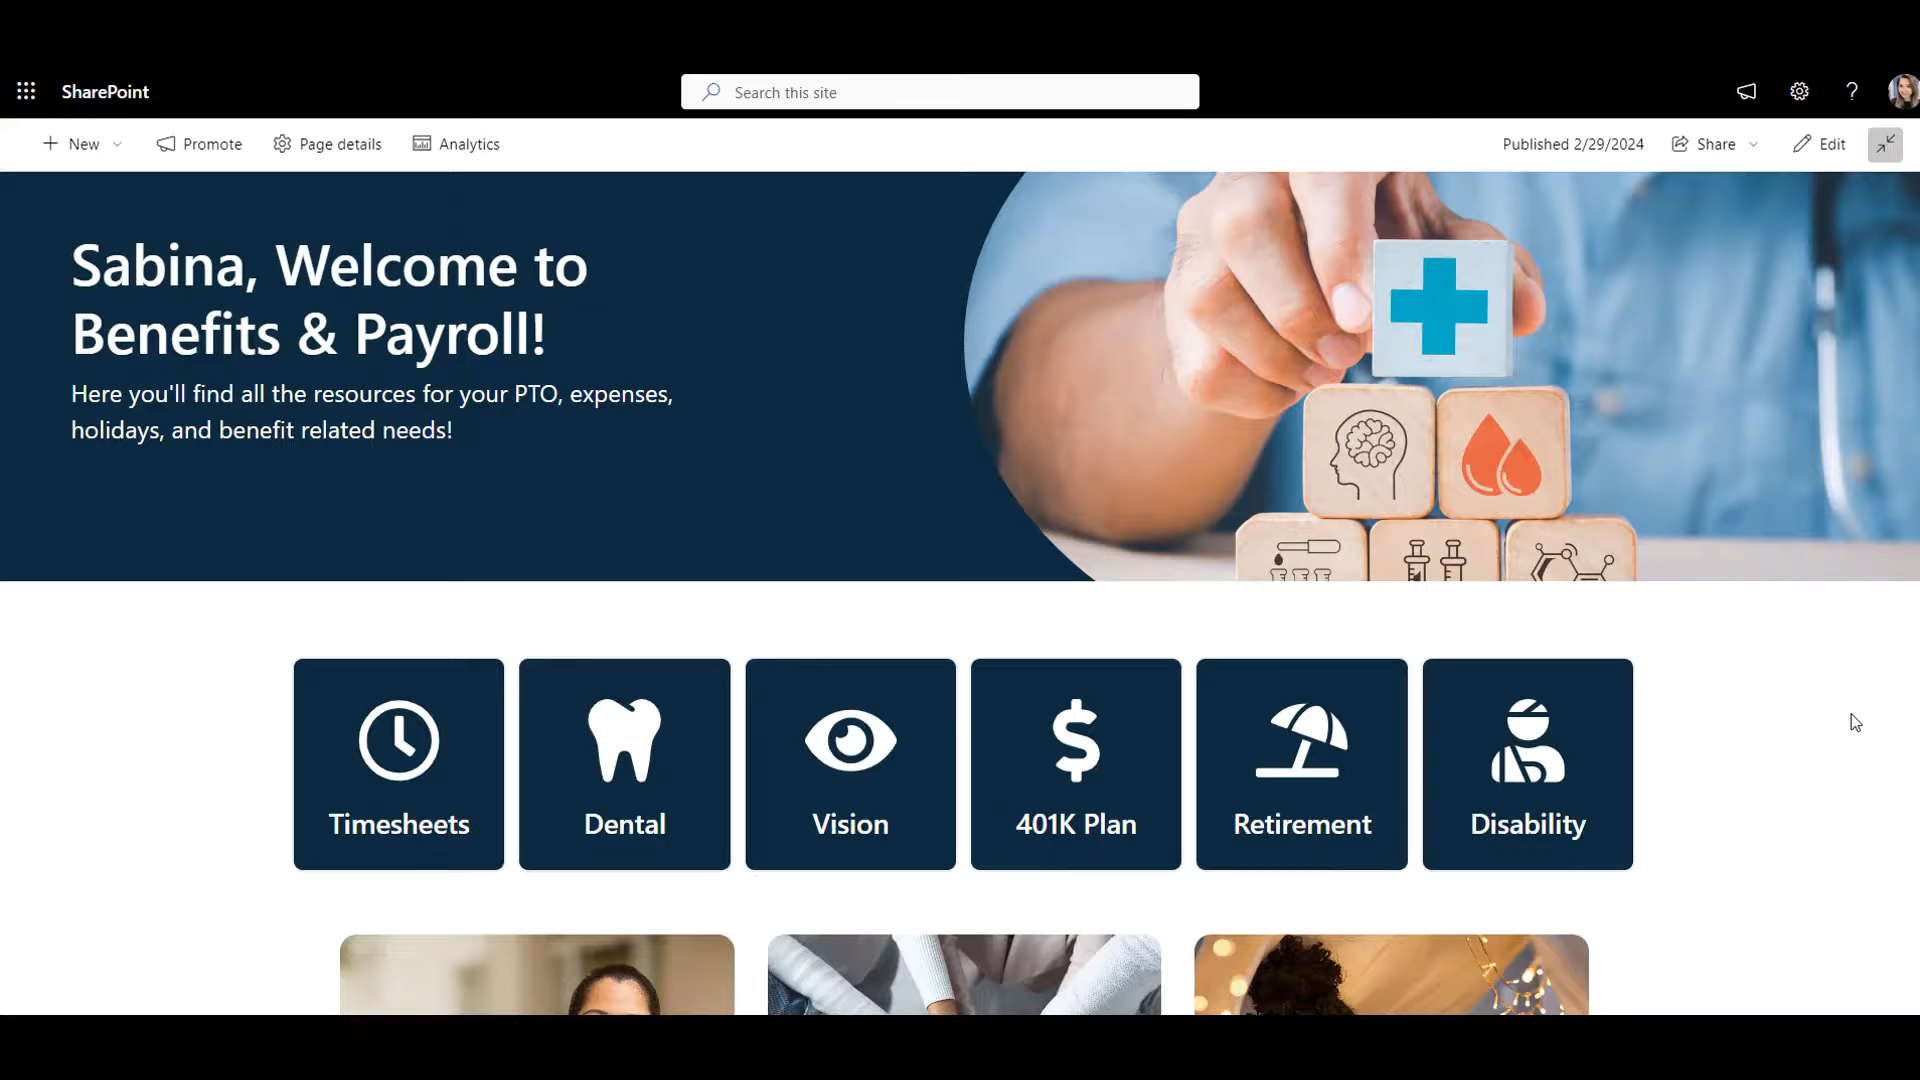 SharePoint
Search this site
New
Promote
Page details
Analytics
Published 2/29/2024
Share
Edit
Sabina, Welcome to
Benefits & Payroll!
Here you'll find all the resources for your PTO, expenses,
holidays, and benefit related needs!
Timesheets
Dental
Vision
401K Plan
Retirement
Disability